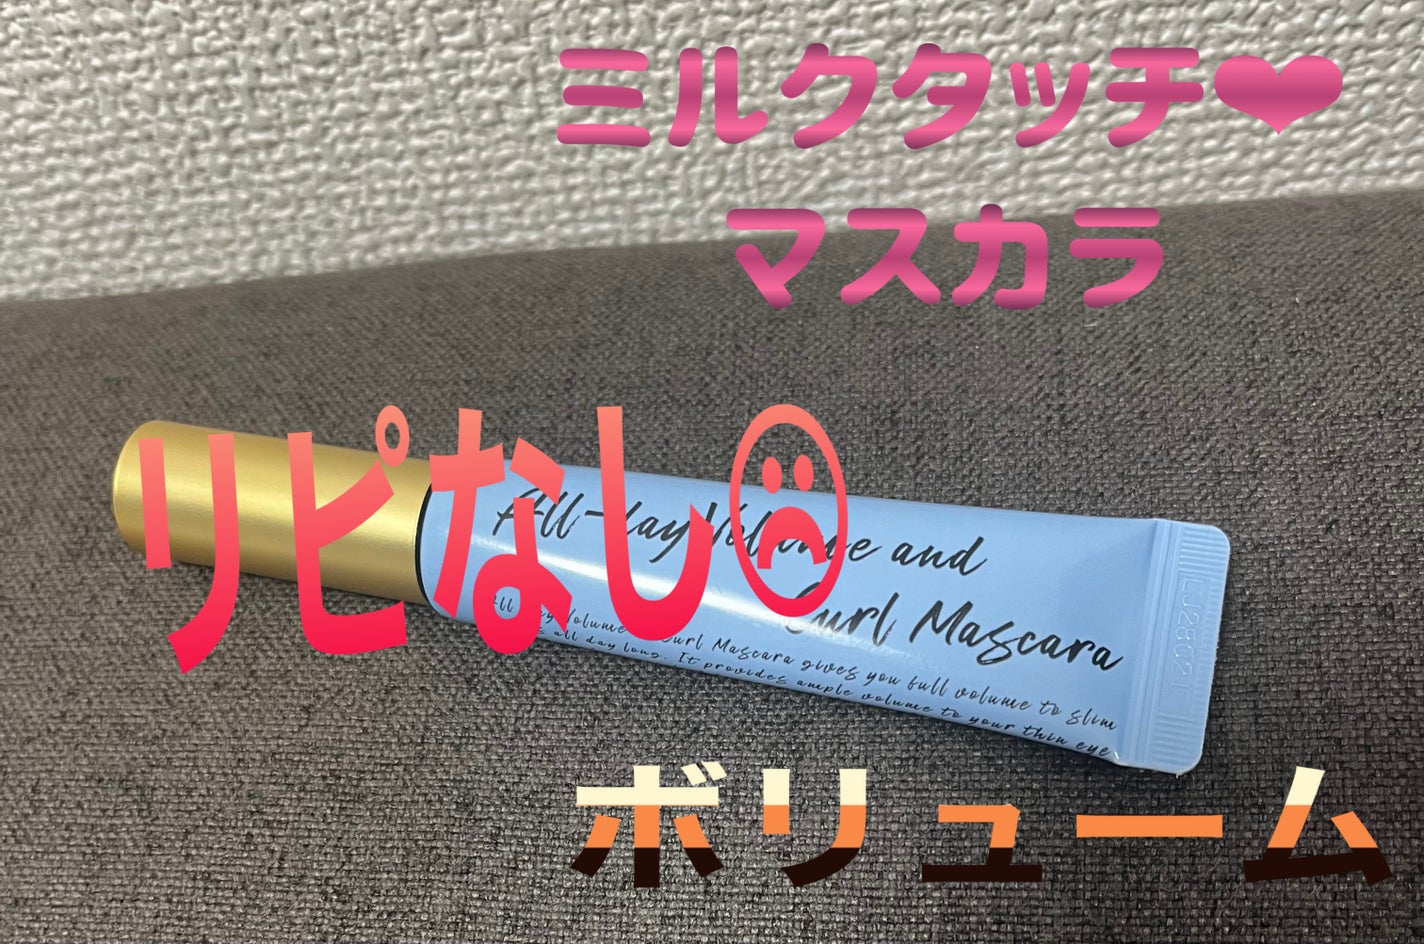 ミルクタッチ❤
マスカラ
リピなし☹
All-day Volume and
Curl Mascara
Volume Curl Mascara gives you full volume to slim
all day long. It provides ample volume to your thin eye
ボリューム